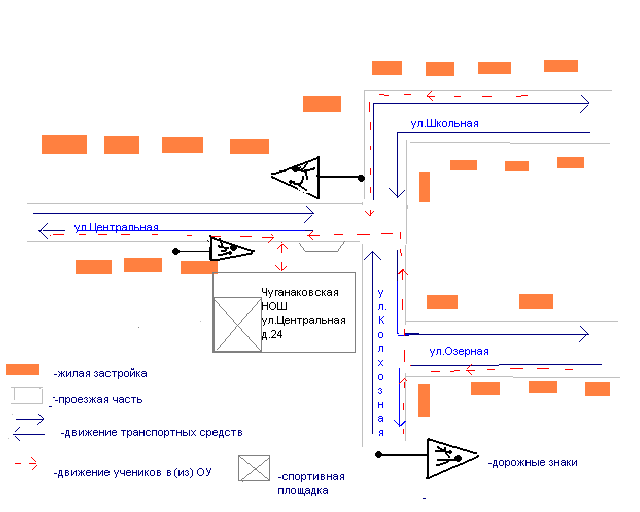 ул.Школьная
ул.Центральная
Чуганаковская
НОШ
ул.Центральная
д.24
ул.Колхозная
ул.Озерная
-жилая застройка
-проезжая часть
-движение транспортных средств
-движение учеников в(из) ОУ
-спортивная
площадка
-дорожные знаки